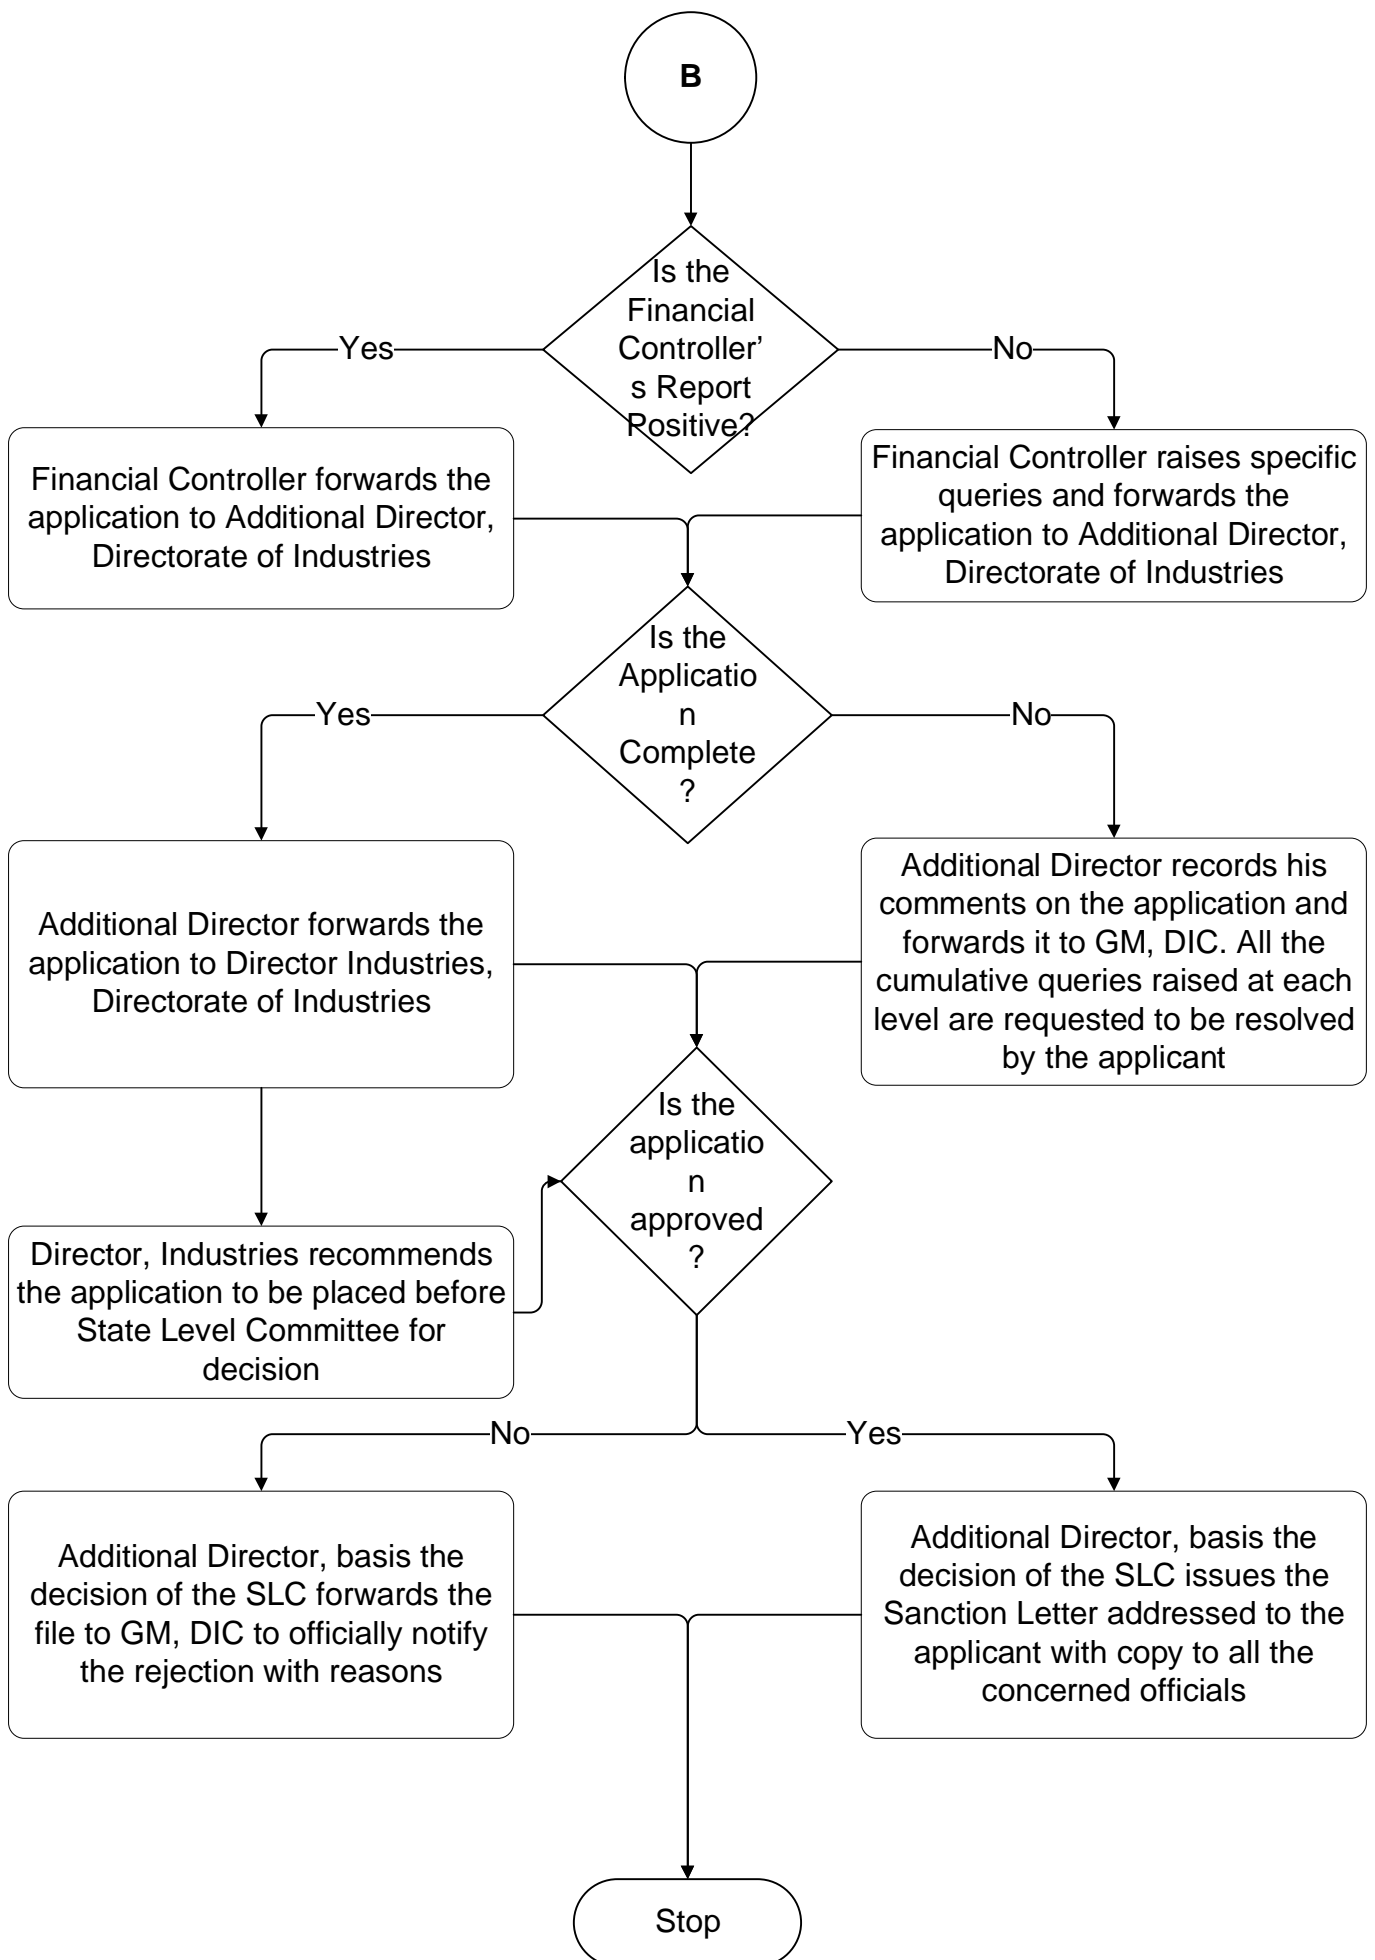 B
Is the
Financial
Controller'
s Report
Positive?
Yes
No
Financial Controller forwards the
application to Additional Director,
Directorate of Industries
Financial Controller raises specific
queries and forwards the
application to Additional Director,
Directorate of Industries
Is the
Applicatio
n
Complete
?
Yes
No
Additional Director forwards the
application to Director Industries,
Directorate of Industries
Additional Director records his
comments on the application and
forwards it to GM, DIC. All the
cumulative queries raised at each
level are requested to be resolved
by the applicant
Is the
applicatio
n
approved
?
Director, Industries recommends
the application to be placed before
State Level Committee for
decision
No
Yes
Additional Director, basis the
decision of the SLC forwards the
file to GM, DIC to officially notify
the rejection with reasons
Additional Director, basis the
decision of the SLC issues the
Sanction Letter addressed to the
applicant with copy to all the
concerned officials
Stop